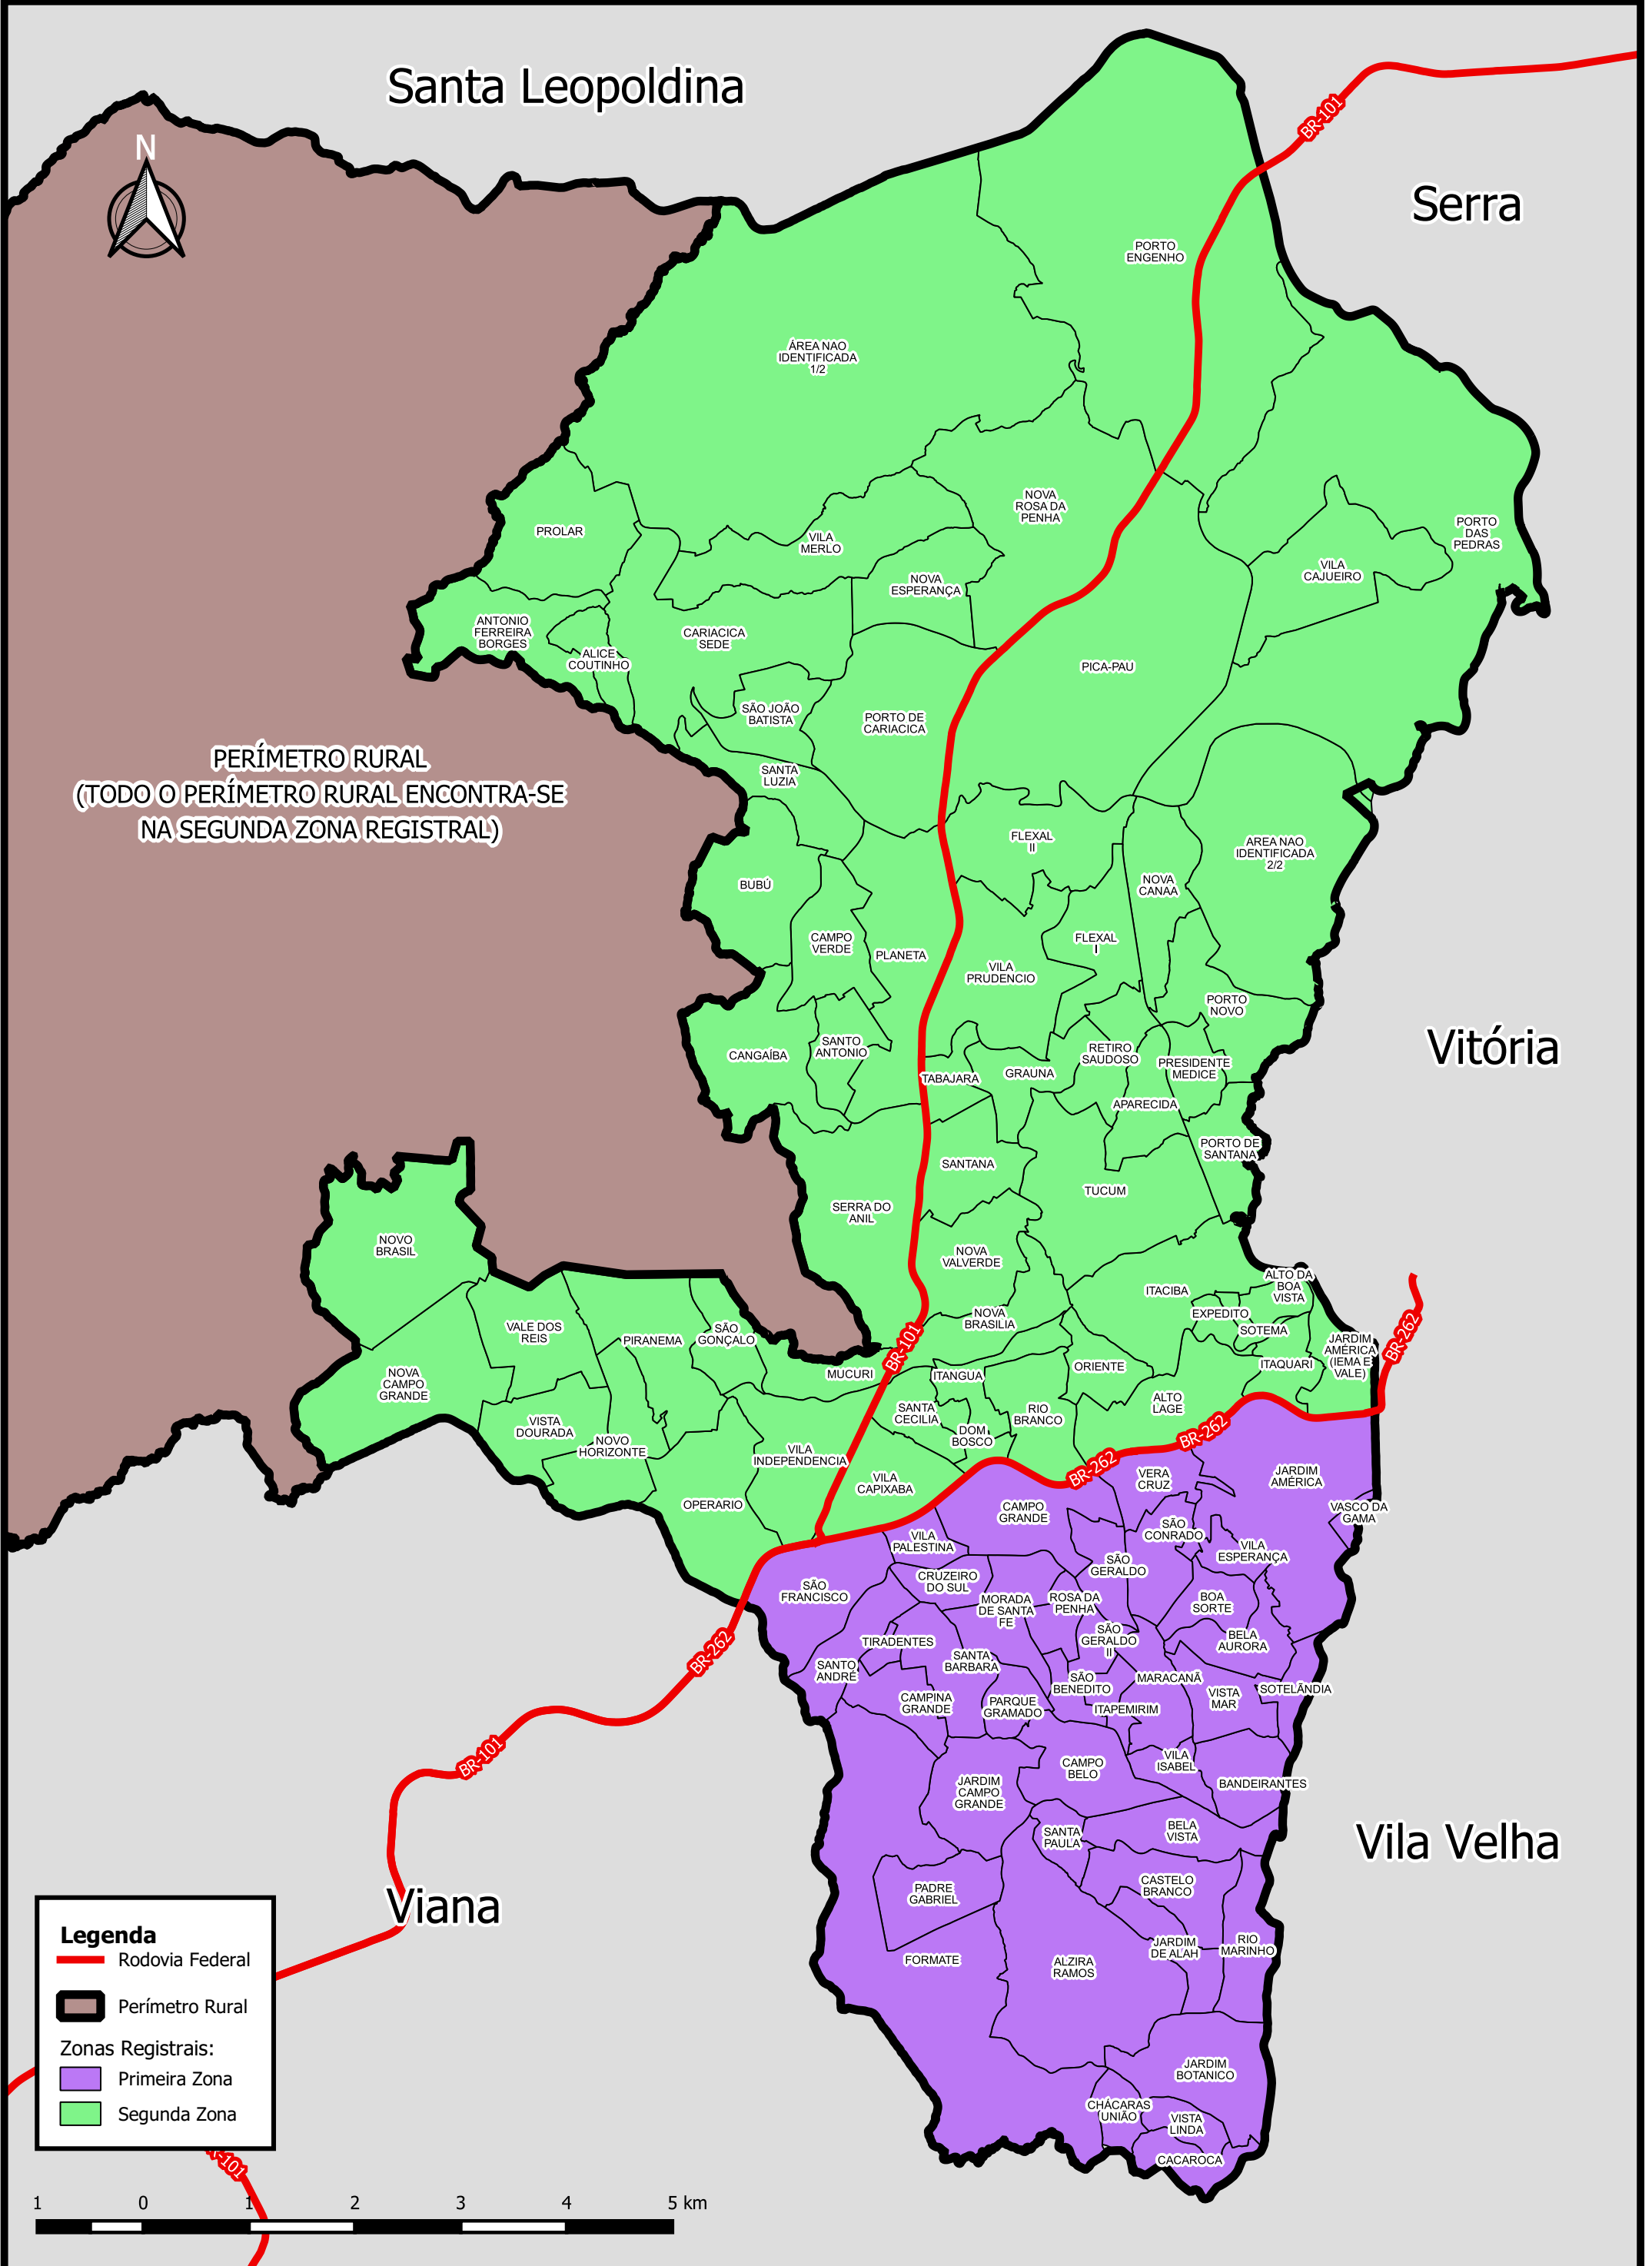 Santa Leopoldina
BR-101
N
Serra
PORTO
ENGENHO
ÁREA NAO
IDENTIFICADA
1/2
NOVA
ROSA DA
PENHA
PROLAR
VILA
MERLO
PORTO
DAS
PEDRAS
VILA
CAJUEIRO
NOVA
ESPERANÇA
ANTONIO
FERREIRA
BORGES
CARIACICA
SEDE
ALICE
COUTINHO
PICA-PAU
SÃO JOÃO
BATISTA
PORTO DE
CARIACICA
PERÍMETRO RURAL
(TODO O PERÍMETRO RURAL ENCONTRA-SE
NA SEGUNDA ZONA REGISTRAL)
SANTA
LUZIA
FLEXAL
II
AREA NAO
IDENTIFICADA
2/2
BUBÚ
NOVA
CANAA
CAMPO
VERDE
PLANETA
FLEXAL
I
VILA
PRUDENCIO
PORTO
NOVO
CANGAÍBA
SANTO
ANTONIO
RETIRO
SAUDOSO
PRESIDENTE
MEDICE
TABAJARA
GRAUNA
APARECIDA
Vitória
PORTO DE
SANTANA
SANTANA
TUCUM
SERRA DO
ANIL
NOVO
BRASIL
NOVA
VALVERDE
ITACIBA
ALTO DA
BOA
VISTA
EXPEDITO
SOTEMA
NOVA
BRASILIA
VALE DOS
REIS
PIRANEMA
SÃO
GONÇALO
BR-101
JARDIM
AMÉRICA
(IEMA E
VALE)
BR-262
ITAQUARI
ORIENTE
MUCURI
ITANGUA
NOVA
CAMPO
GRANDE
ALTO
LAGE
SANTA
CECILIA
RIO
BRANCO
VISTA
DOURADA
NOVO
HORIZONTE
DOM
BOSCO
BR-262
VILA
INDEPENDENCIA
BR-262
VILA
CAPIXABA
VERA
CRUZ
JARDIM
AMÉRICA
OPERARIO
CAMPO
GRANDE
VASCO DA
GAMA
VILA
PALESTINA
SÃO
CONRADO
VILA
ESPERANÇA
SÃO
GERALDO
CRUZEIRO
DO SUL
SÃO
FRANCISCO
MORADA
DE SANTA
FE
ROSA DA
PENHA
BOA
SORTE
BR-262
TIRADENTES
SÃO
GERALDO
II
BELA
AURORA
SANTO
ANDRÉ
SANTA
BARBARA
SÃO
BENEDITO
MARACANÃ
SOTELÂNDIA
VISTA
MAR
CAMPINA
GRANDE
PARQUE
GRAMADO
ITAPEMIRIM
BR-101
CAMPO
BELO
VILA
ISABEL
BANDEIRANTES
JARDIM
CAMPO
GRANDE
SANTA
PAULA
BELA
VISTA
Vila Velha
PADRE
GABRIEL
CASTELO
BRANCO
Viana
FORMATE
ALZIRA
RAMOS
JARDIM
DE ALAH
RIO
MARINHO
Legenda
Rodovia Federal
Perímetro Rural
Zonas Registrais:
Primeira Zona
Segunda Zona
JARDIM
BOTANICO
CHÁCARAS
UNIÃO
VISTA
LINDA
CACAROCA
-101
1 0 1 2 3 4 5 km